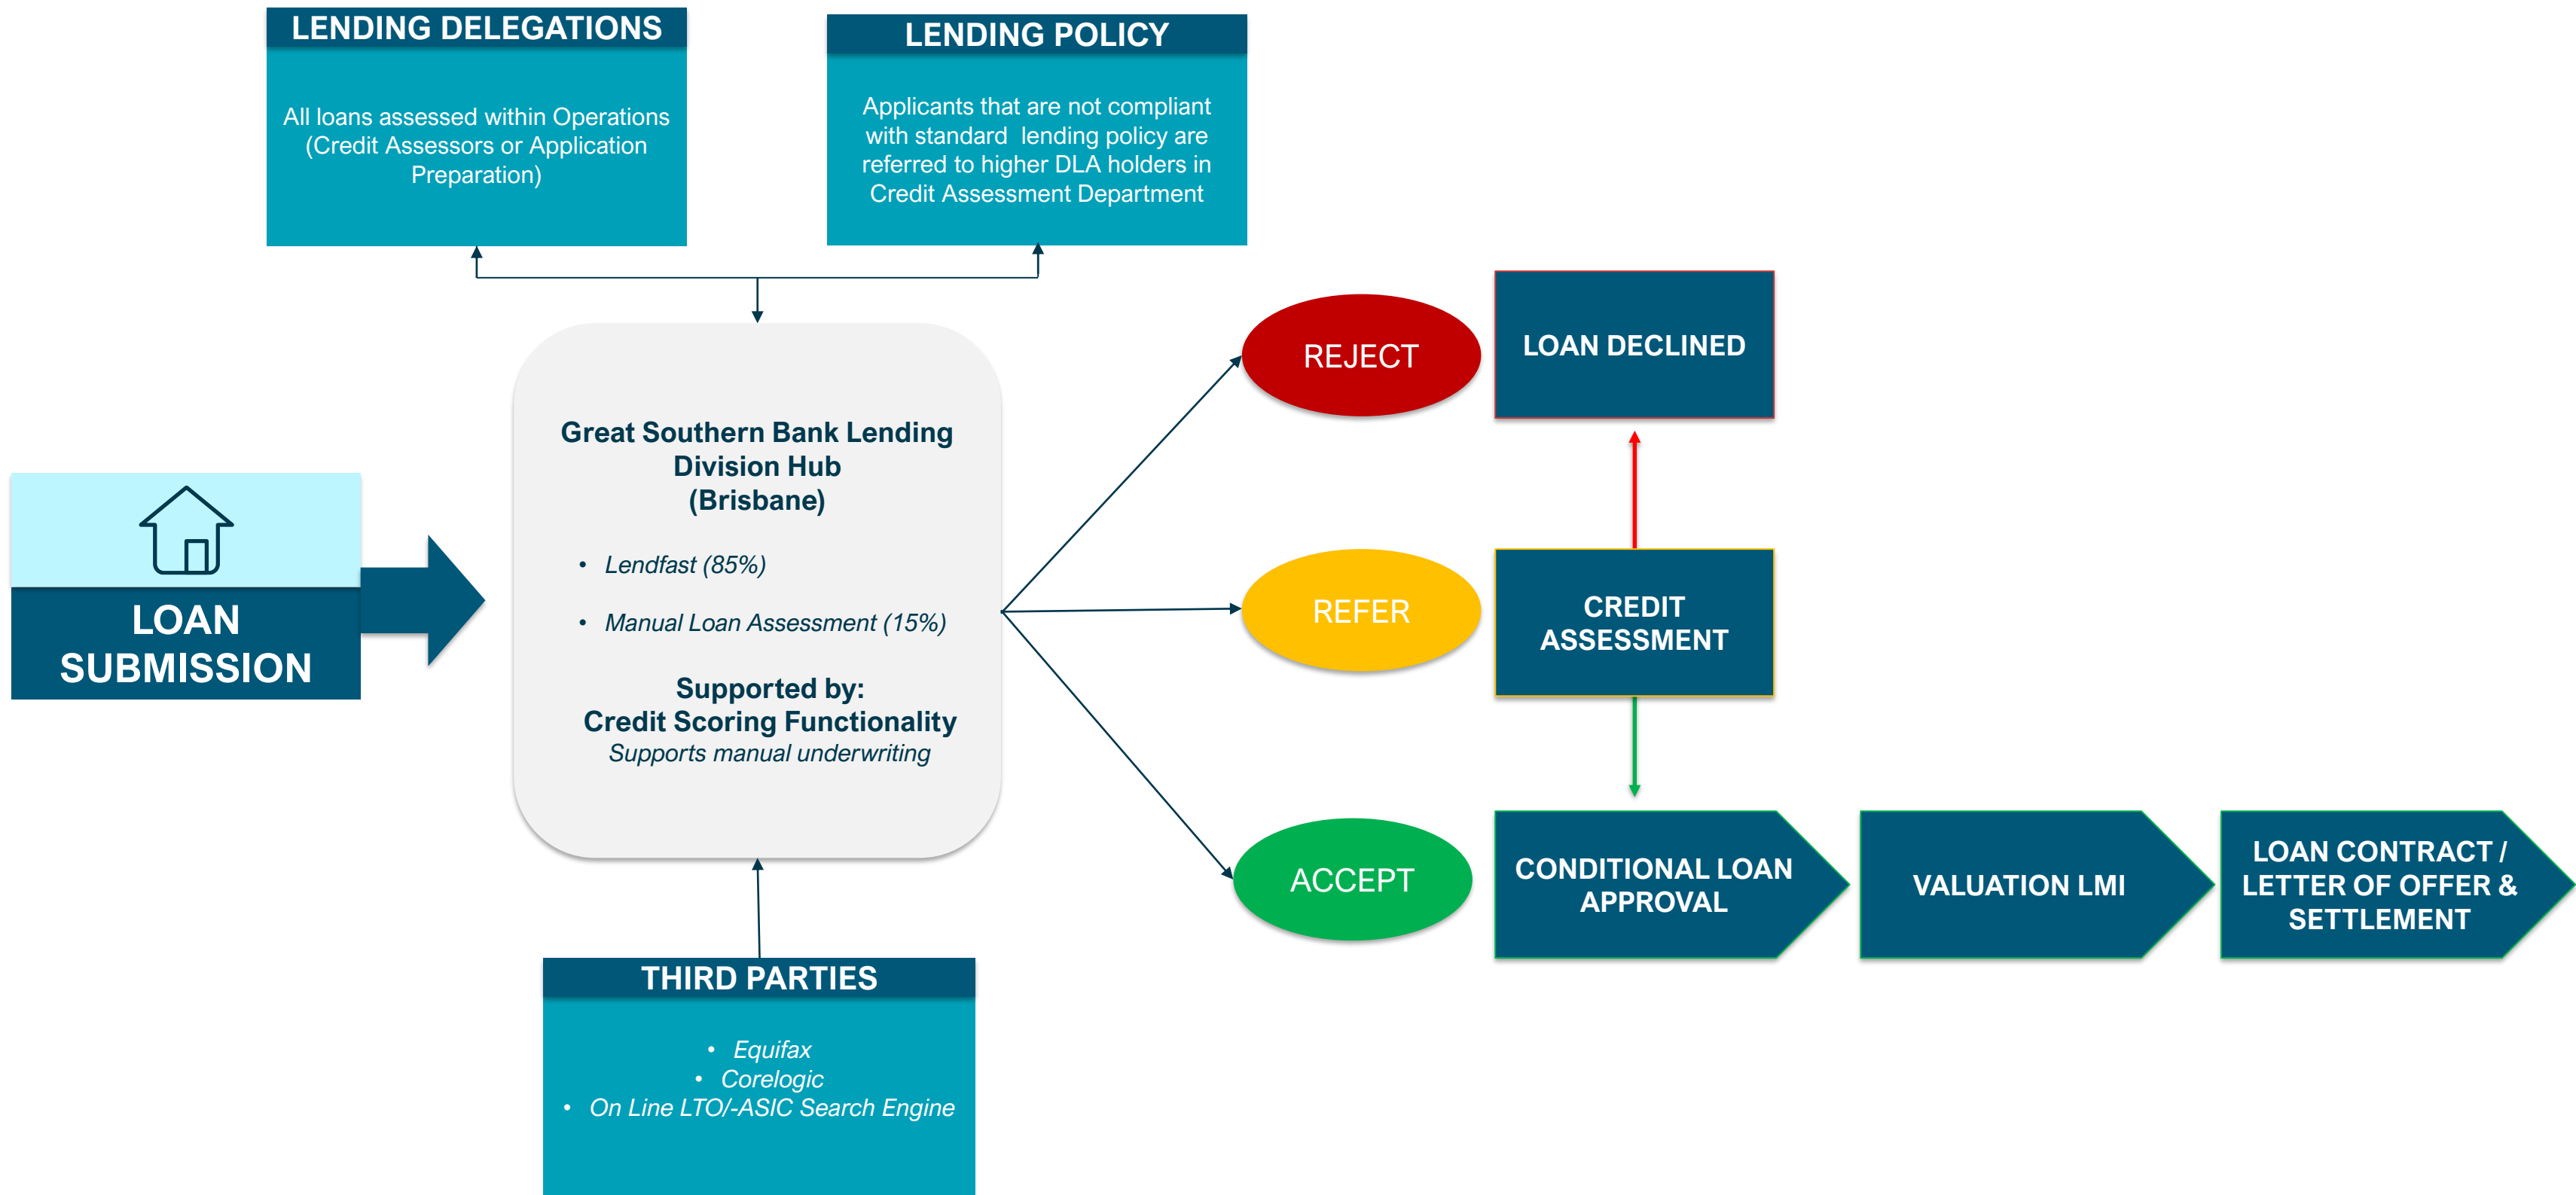 LENDING DELEGATIONS
All loans assessed within Operations
(Credit Assessors or Application
Preparation)
LENDING POLICY
Applicants that are not compliant
with standard lending policy are
referred to higher DLA holders in
Credit Assessment Department
LOAN
SUBMISSION
Great Southern Bank Lending
Division Hub
(Brisbane)
• Lendfast (85%)
• Manual Loan Assessment (15%)
Supported by:
Credit Scoring Functionality
Supports manual underwriting
THIRD PARTIES
• Equifax
• Corelogic
• On Line LTO/-ASIC Search Engine
REJECT
LOAN DECLINED
REFER
CREDIT
ASSESSMENT
ACCEPT
CONDITIONAL LOAN
APPROVAL
VALUATION LMI
LOAN CONTRACT /
LETTER OF OFFER &
SETTLEMENT